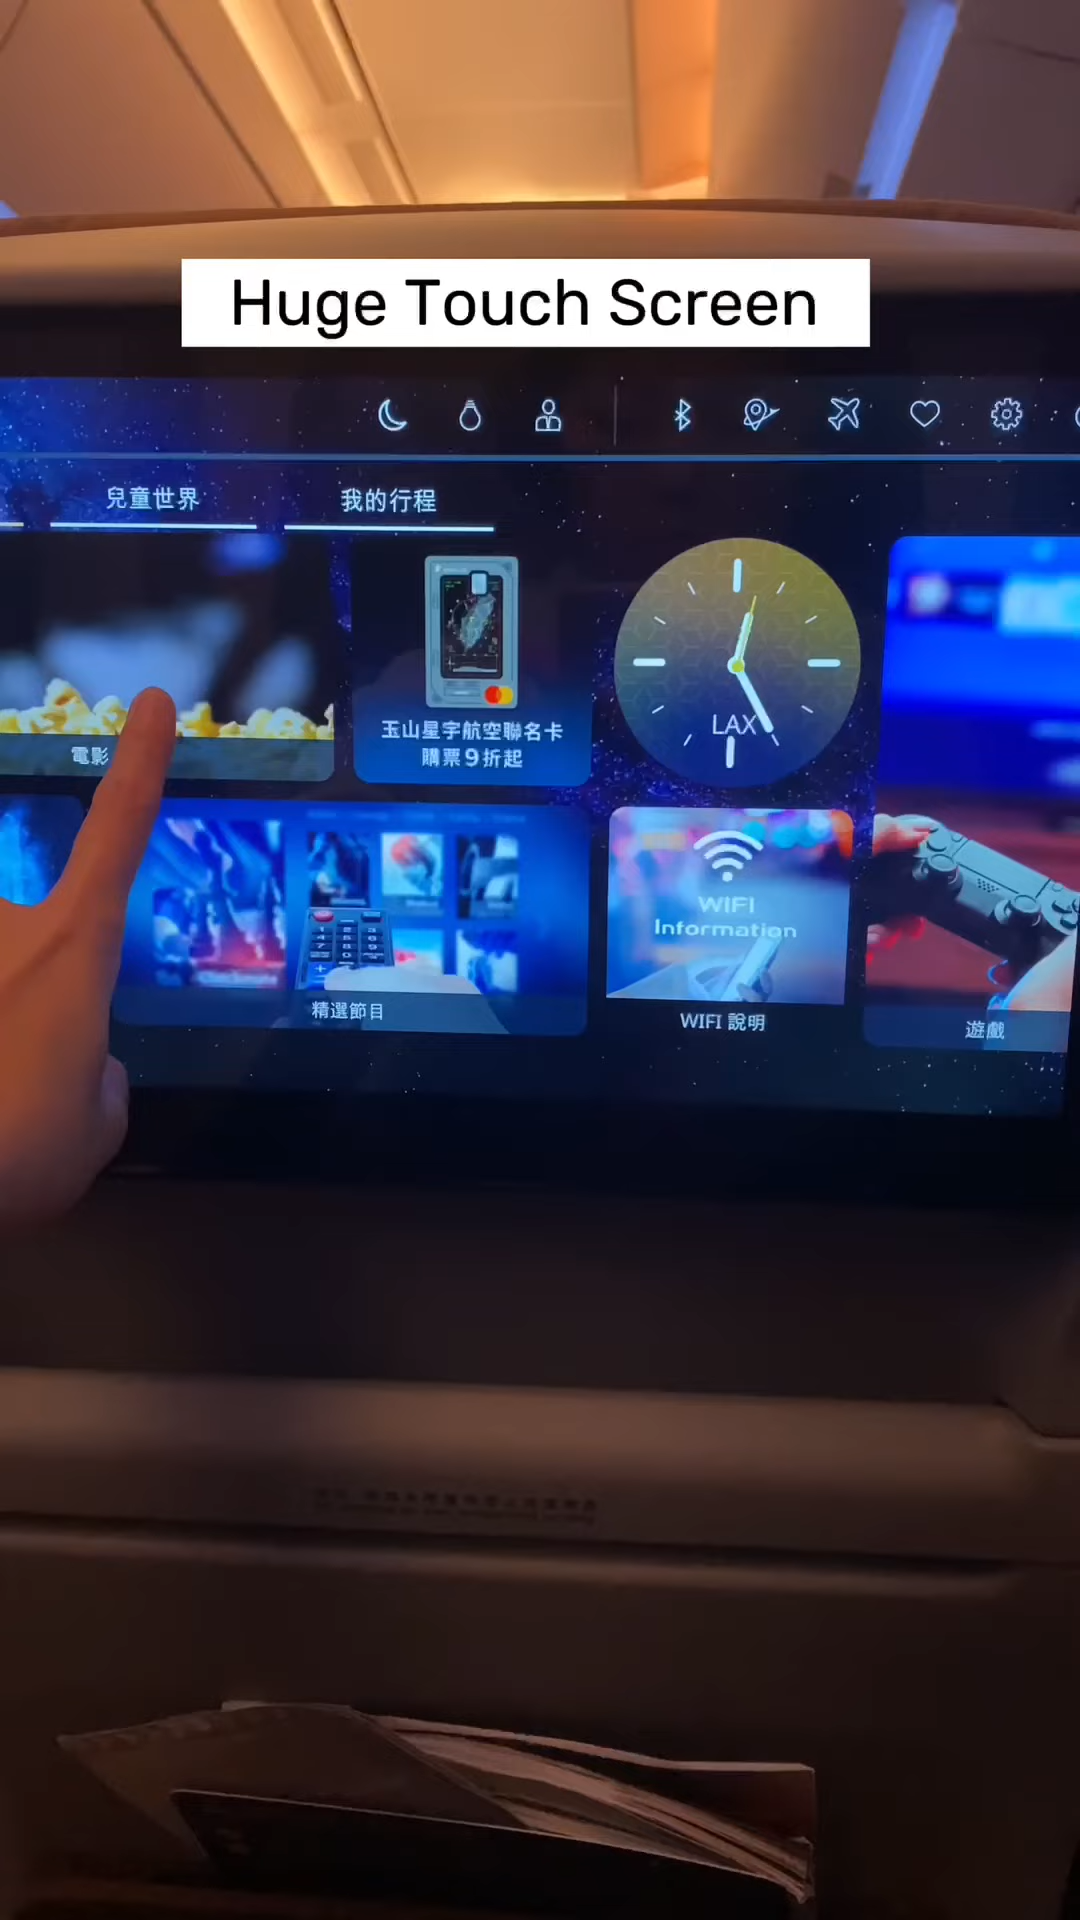 Huge Touch Screen
兒童世界
我的行程
電影
玉山星宇航空聯名卡
購票9折起
LAX
WIFI
Information
精選節目
WIFI 說明
遊戲